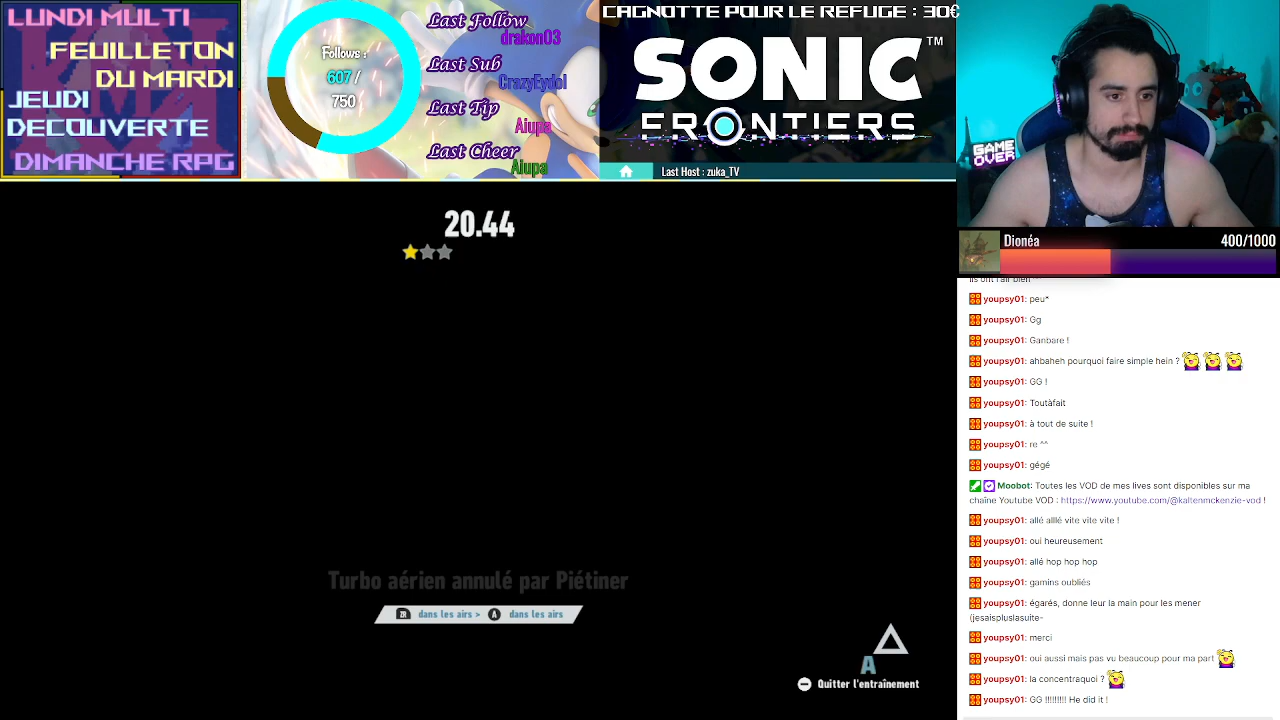 LUNDI MULTI
FEUILLETON
DU MARDI
JEUDI
DECOUVERTE
DIMANCHE RPG
Follows :
607 /
750
Last Follow
drakon03
Last Sub
CrazyEydol
Last Tip
Aiupa
Last Cheer
Aiupa
CAGNOTTE POUR LE REFUGE : 30€
SONIC™
FRONTIERS
Last Host : zuka_TV
GAME
OVER
Dionéa 400/1000
20.44
Turbo aérien annulé par Piétiner
ZR dans les airs > A dans les airs
A
Quitter l'entraînement
ils ont l'air bien
youpsy01: peu*
youpsy01: Gg
youpsy01: Ganbare !
youpsy01: ahbaheh pourquoi faire simple hein ?
youpsy01: GG !
youpsy01: Toutàfait
youpsy01: à tout de suite !
youpsy01: re ^^
youpsy01: gégé
Moobot: Toutes les VOD de mes lives sont disponibles sur ma
chaîne Youtube VOD : https://www.youtube.com/@kaltenmckenzie-vod !
youpsy01: allé alllé vite vite vite !
youpsy01: oui heureusement
youpsy01: allé hop hop hop
youpsy01: gamins oubliés
youpsy01: égarés, donne leur la main pour les mener
(jesaispluslasuite-
youpsy01: merci
youpsy01: oui aussi mais pas vu beaucoup pour ma part
youpsy01: la concentraquoi ?
youpsy01: GG !!!!!!!!! He did it !